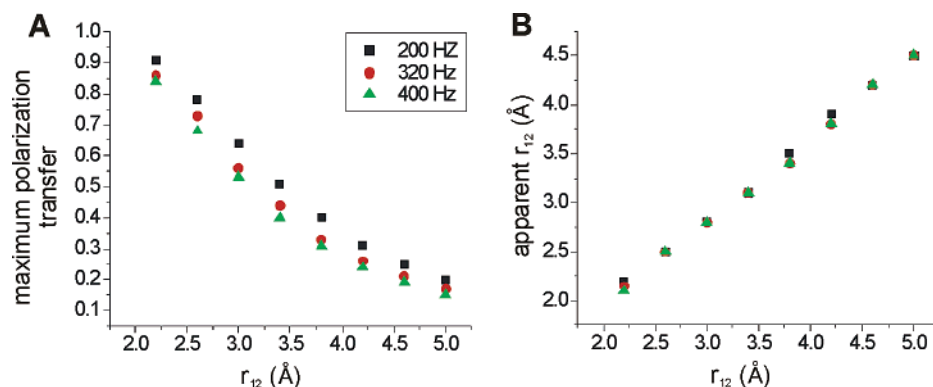 A
maximum polarization
transfer
1.0
0.9
0.8
0.7
0.6
0.5
0.4
0.3
0.2
0.1
200 HZ
320 Hz
400 Hz
2.0 2.5 3.0 3.5 4.0 4.5 5.0
r12 (Å)
B
apparent r12 (Å)
4.5
4.0
3.5
3.0
2.5
2.0
2.0 2.5 3.0 3.5 4.0 4.5 5.0
r12 (Å)